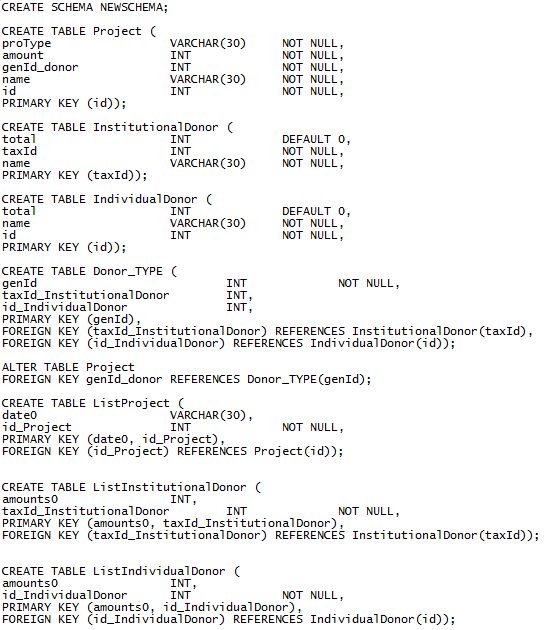 CREATE SCHEMA NEWSCHEMA;
CREATE TABLE Project (
proType VARCHAR(30) NOT NULL,
amount INT NOT NULL,
genId_donor INT NOT NULL,
name VARCHAR(30) NOT NULL,
id INT NOT NULL,
PRIMARY KEY (id));
CREATE TABLE InstitutionalDonor (
total INT DEFAULT 0,
taxId INT NOT NULL,
name VARCHAR(30) NOT NULL,
PRIMARY KEY (taxId));
CREATE TABLE IndividualDonor (
total INT DEFAULT 0,
name VARCHAR(30) NOT NULL,
id INT NOT NULL,
PRIMARY KEY (id));
CREATE TABLE Donor_TYPE (
genId INT NOT NULL,
taxId_InstitutionalDonor INT,
id_IndividualDonor INT,
PRIMARY KEY (genId),
FOREIGN KEY (taxId_InstitutionalDonor) REFERENCES InstitutionalDonor(taxId),
FOREIGN KEY (id_IndividualDonor) REFERENCES IndividualDonor(id));
ALTER TABLE Project
FOREIGN KEY genId_donor REFERENCES Donor_TYPE(genId);
CREATE TABLE ListProject (
date0 VARCHAR(30),
id_Project INT NOT NULL,
PRIMARY KEY (date0, id_Project),
FOREIGN KEY (id_Project) REFERENCES Project(id));
CREATE TABLE ListInstitutionalDonor (
amounts0 INT,
taxId_InstitutionalDonor INT NOT NULL,
PRIMARY KEY (amounts0, taxId_InstitutionalDonor),
FOREIGN KEY (taxId_InstitutionalDonor) REFERENCES InstitutionalDonor(taxId));
CREATE TABLE ListIndividualDonor (
amounts0 INT,
id_IndividualDonor INT NOT NULL,
PRIMARY KEY (amounts0, id_IndividualDonor),
FOREIGN KEY (id_IndividualDonor) REFERENCES IndividualDonor(id));